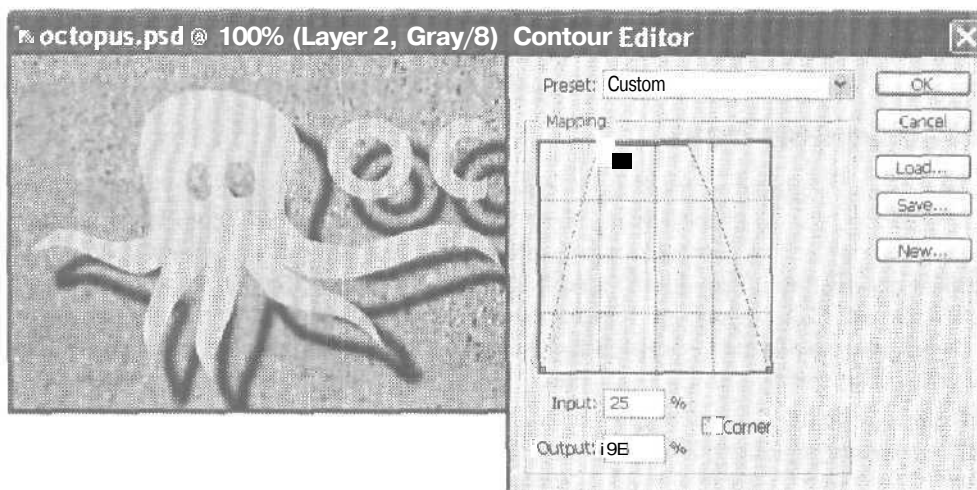 octopus.psd @ 100% (Layer 2, Gray/8) Contour Editor
Preset: Custom
OK
Mapping
Cancel
Load...
Save...
New...
Input: 25 %
Corner
Output: i9E %